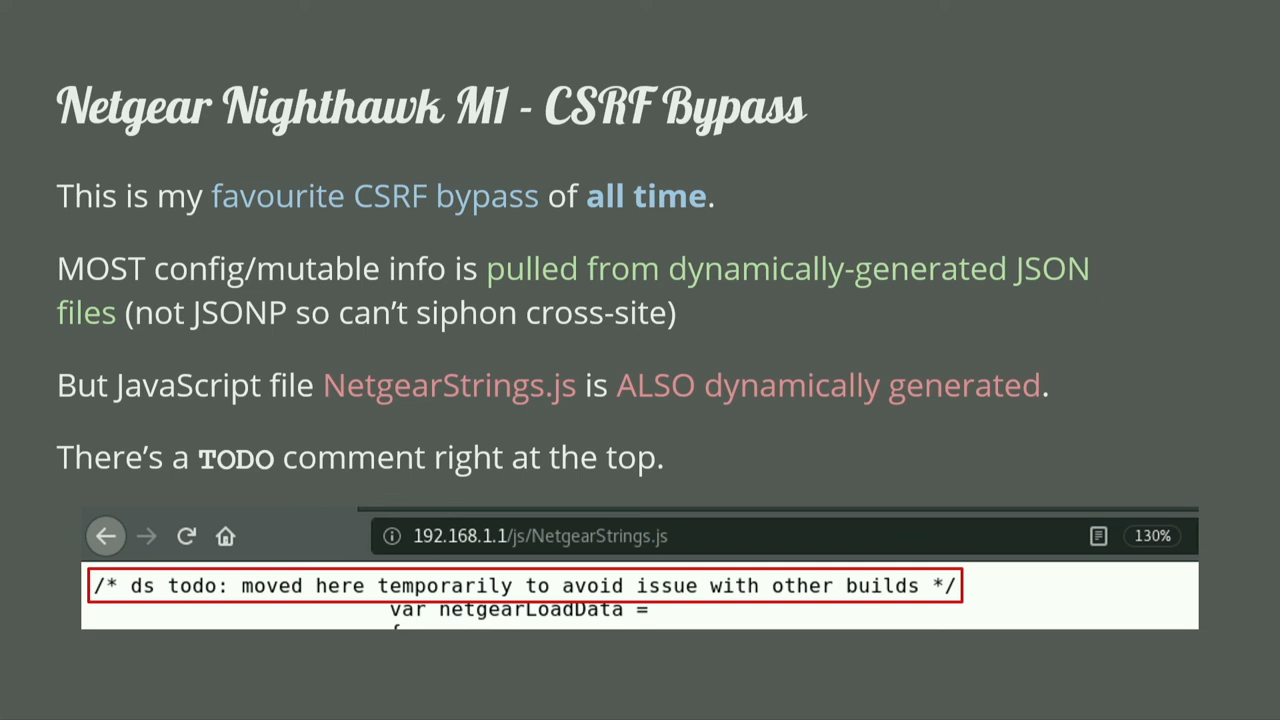 Netgear Nighthawk M1 - CSRF Bypass
This is my favourite CSRF bypass of all time.
MOST config/mutable info is pulled from dynamically-generated JSON
files (not JSONP so can't siphon cross-site)
But JavaScript file NetgearStrings.js is ALSO dynamically generated.
There's a TODO comment right at the top.
192.168.1.1/js/NetgearStrings.js 130%
/* ds todo: moved here temporarily to avoid issue with other builds */
var netgearLoadData =